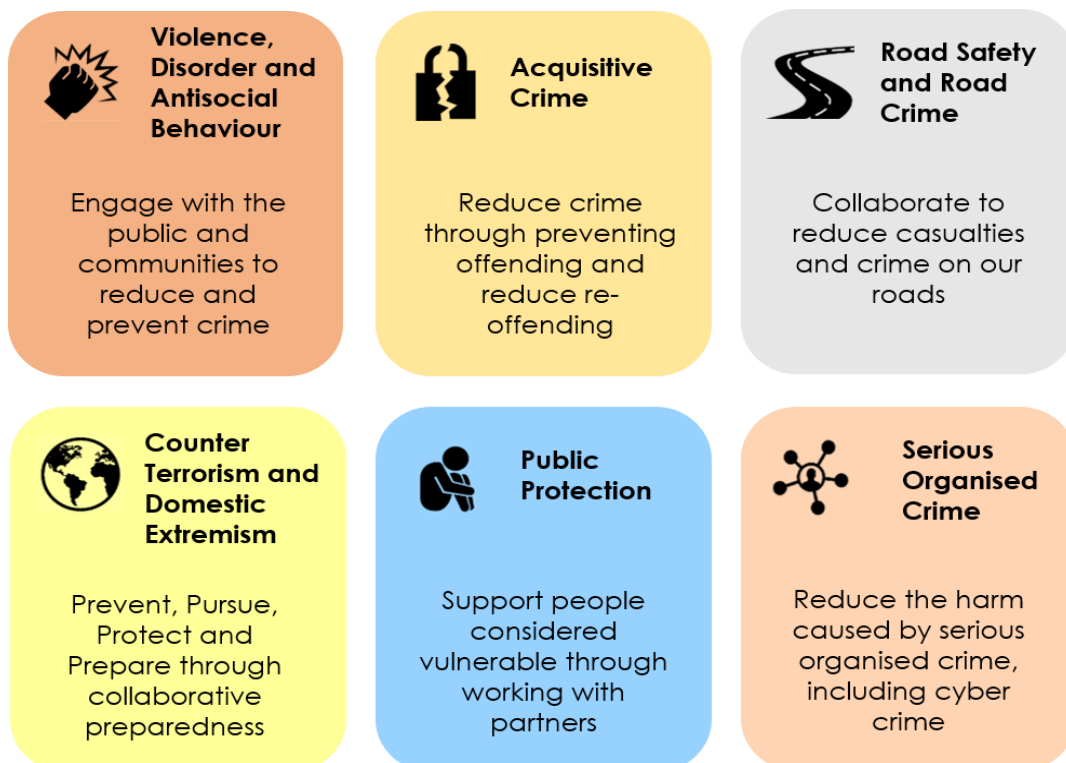 Violence,
Disorder and
Antisocial
Behaviour
Engage with the
public and
communities to
reduce and
prevent crime
Acquisitive
Crime
Reduce crime
through preventing
offending and
reduce re-
offending
Road Safety
and Road
Crime
Collaborate to
reduce casualties
and crime on our
roads
Counter
Terrorism and
Domestic
Extremism
Prevent, Pursue,
Protect and
Prepare through
collaborative
preparedness
Public
Protection
Support people
considered
vulnerable through
working with
partners
Serious
Organised
Crime
Reduce the harm
caused by serious
organised crime,
including cyber
crime